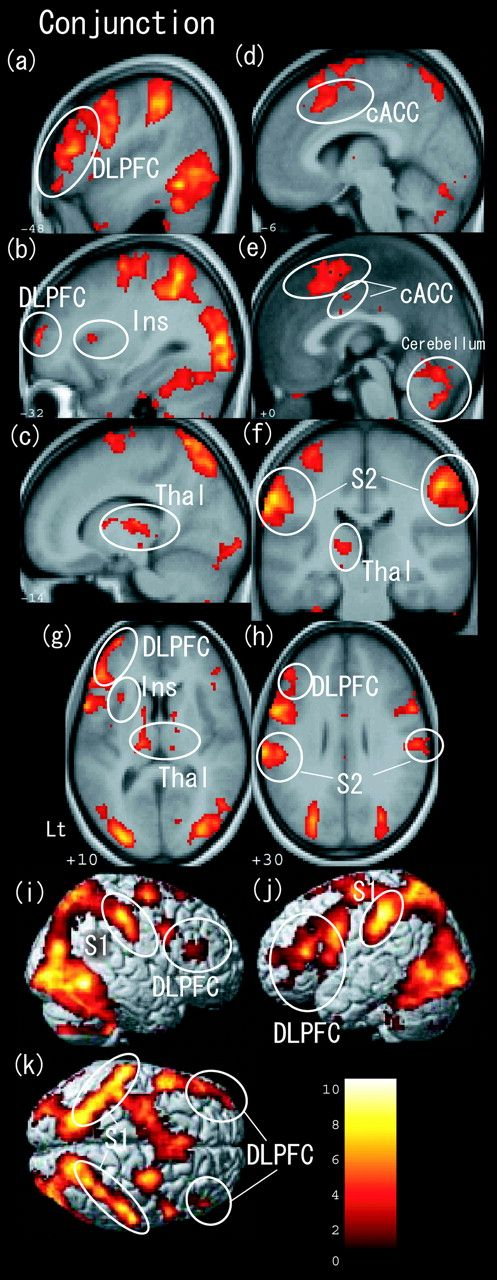 Conjunction
(a)
DLPFC
-48
(d)
cACC
-6
(b)
DLPFC
Ins
-32
(e)
cACC
Cerebellum
+0
(c)
Thal
-14
(f)
S2
Thal
(g)
DLPFC
Ins
Thal
Lt
+10
(h)
DLPFC
S2
+30
(i)
S1
DLPFC
(j)
S1
DLPFC
(k)
S1
DLPFC
10
8
6
4
2
0